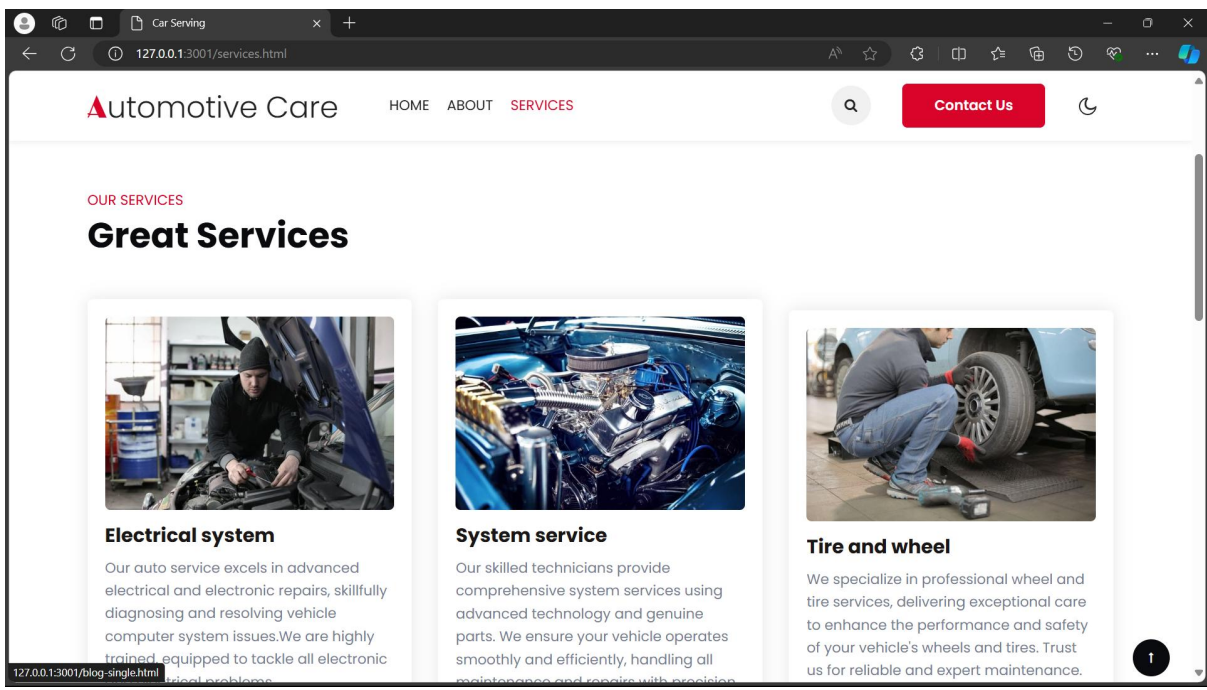 Car Serving
127.0.0.1:3001/services.html
Automotive Care
HOME ABOUT SERVICES
Contact Us
OUR SERVICES
Great Services
Electrical system
Our auto service excels in advanced
electrical and electronic repairs, skillfully
diagnosing and resolving vehicle
computer system issues.We are highly
trained, equipped to tackle all electronic
System service
Our skilled technicians provide
comprehensive system services using
advanced technology and genuine
parts. We ensure your vehicle operates
smoothly and efficiently, handling all
maintenance and repairs with precision
Tire and wheel
We specialize in professional wheel and
tire services, delivering exceptional care
to enhance the performance and safety
of your vehicle's wheels and tires. Trust
us for reliable and expert maintenance.
127.0.0.1:3001/blog-single.html